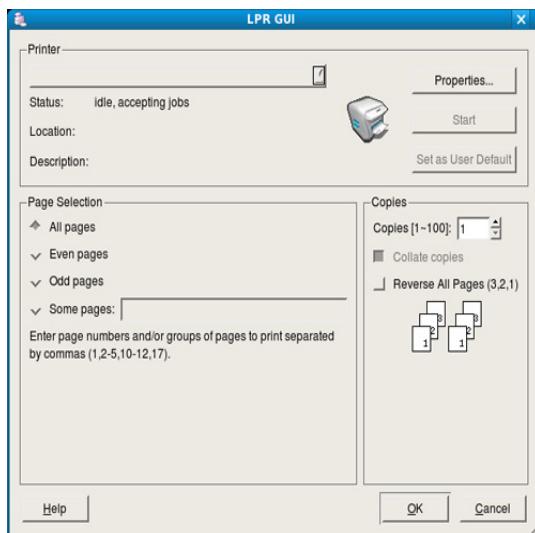 LPR GUI
Printer
Properties...
Status: idle, accepting jobs
Start
Location:
Description:
Set as User Default
Page Selection
All pages
Even pages
Odd pages
Some pages:
Enter page numbers and/or groups of pages to print separated
by commas (1,2-5,10-12,17).
Copies
Copies [1~100]: 1
Collate copies
Reverse All Pages (3,2,1)
3 3
2 2
1 1
Help
OK
Cancel